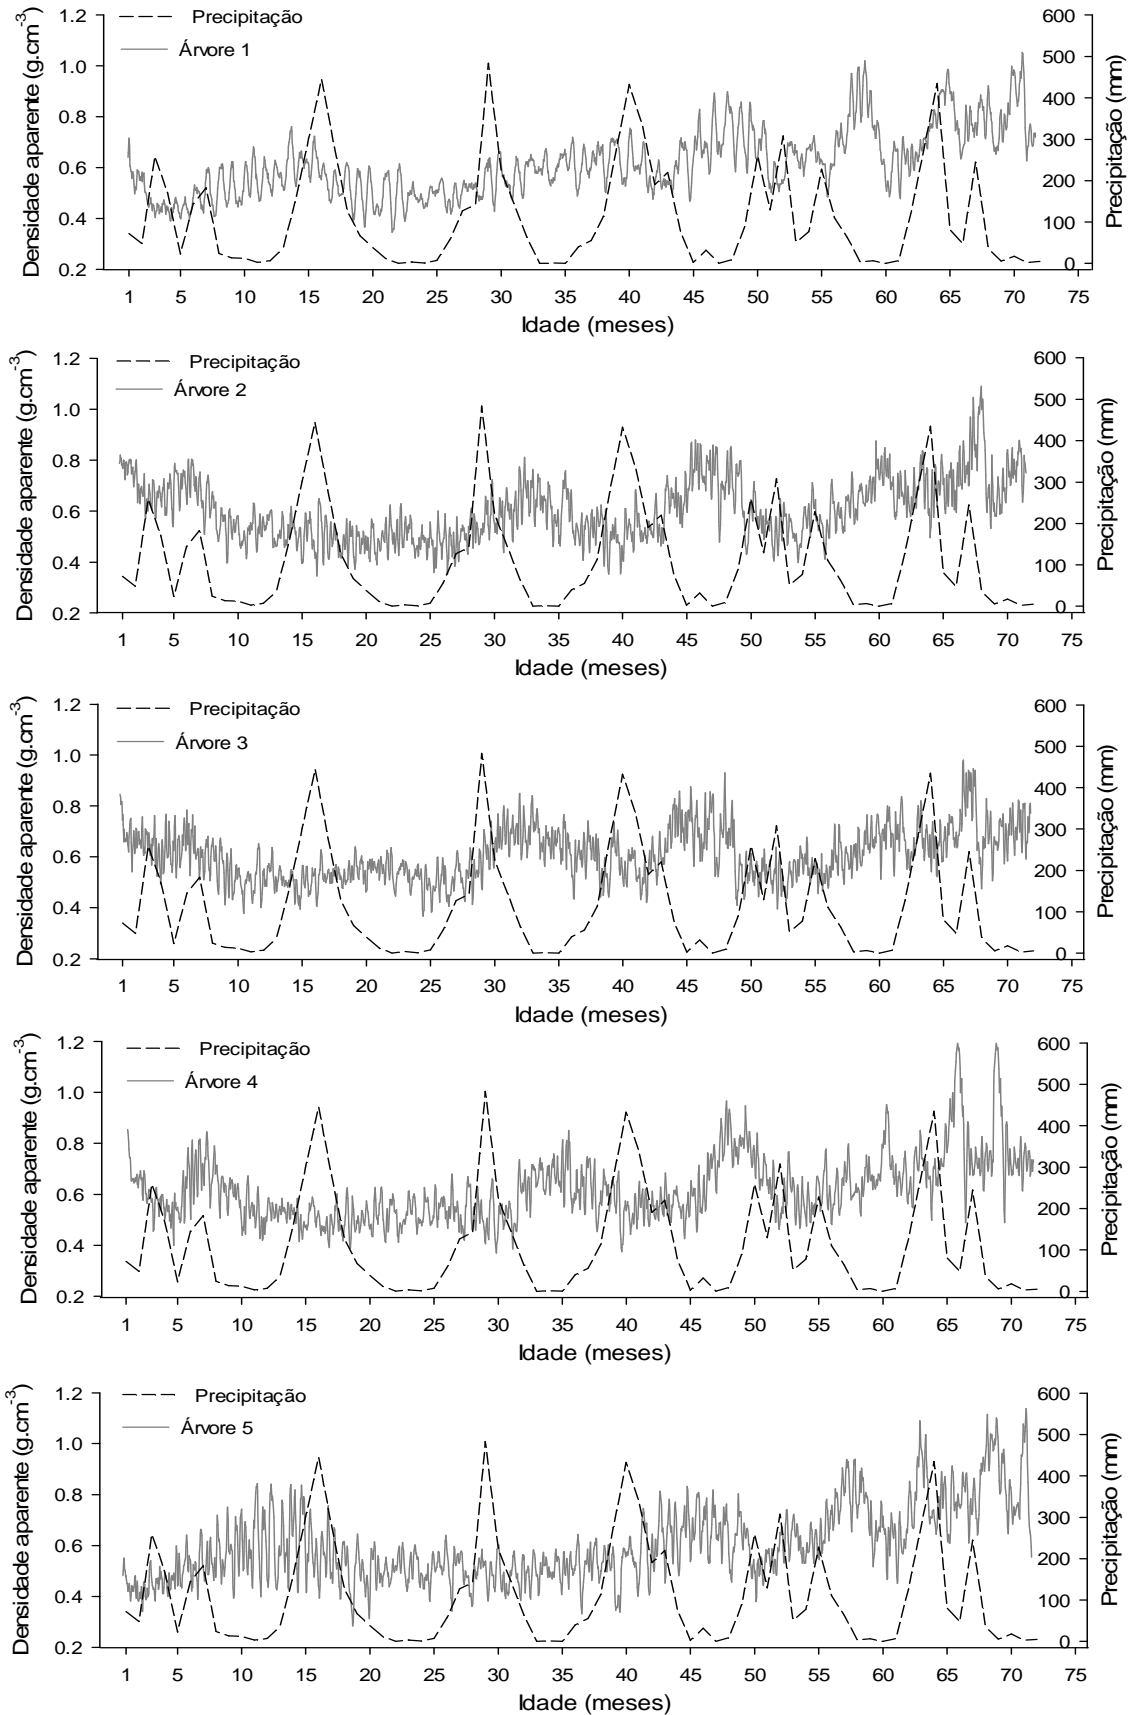 Precipitação
Árvore 1
Densidade aparente (g.cm-3)
1.2
1.0
0.8
0.6
0.4
0.2
600
500
400
300
200
100
0
Precipitação (mm)
1 5 10 15 20 25 30 35 40 45 50 55 60 65 70 75
Idade (meses)
Precipitação
Árvore 2
Densidade aparente (g.cm-3)
1.2
1.0
0.8
0.6
0.4
0.2
600
500
400
300
200
100
0
Precipitação (mm)
1 5 10 15 20 25 30 35 40 45 50 55 60 65 70 75
Idade (meses)
Precipitação
Árvore 3
Densidade aparente (g.cm-3)
1.2
1.0
0.8
0.6
0.4
0.2
600
500
400
300
200
100
0
Precipitação (mm)
1 5 10 15 20 25 30 35 40 45 50 55 60 65 70 75
Idade (meses)
Precipitação
Árvore 4
Densidade aparente (g.cm-3)
1.2
1.0
0.8
0.6
0.4
0.2
600
500
400
300
200
100
0
Precipitação (mm)
1 5 10 15 20 25 30 35 40 45 50 55 60 65 70 75
Idade (meses)
Precipitação
Árvore 5
Densidade aparente (g.cm-3)
1.2
1.0
0.8
0.6
0.4
0.2
600
500
400
300
200
100
0
Precipitação (mm)
1 5 10 15 20 25 30 35 40 45 50 55 60 65 70 75
Idade (meses)